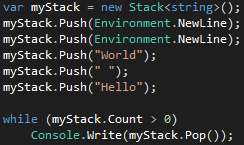 var myStack = new Stack<string>();
myStack.Push(Environment.NewLine);
myStack.Push(Environment.NewLine);
myStack.Push("World");
myStack.Push(" ");
myStack.Push("Hello");

while (myStack.Count > 0)
    Console.Write(myStack.Pop());